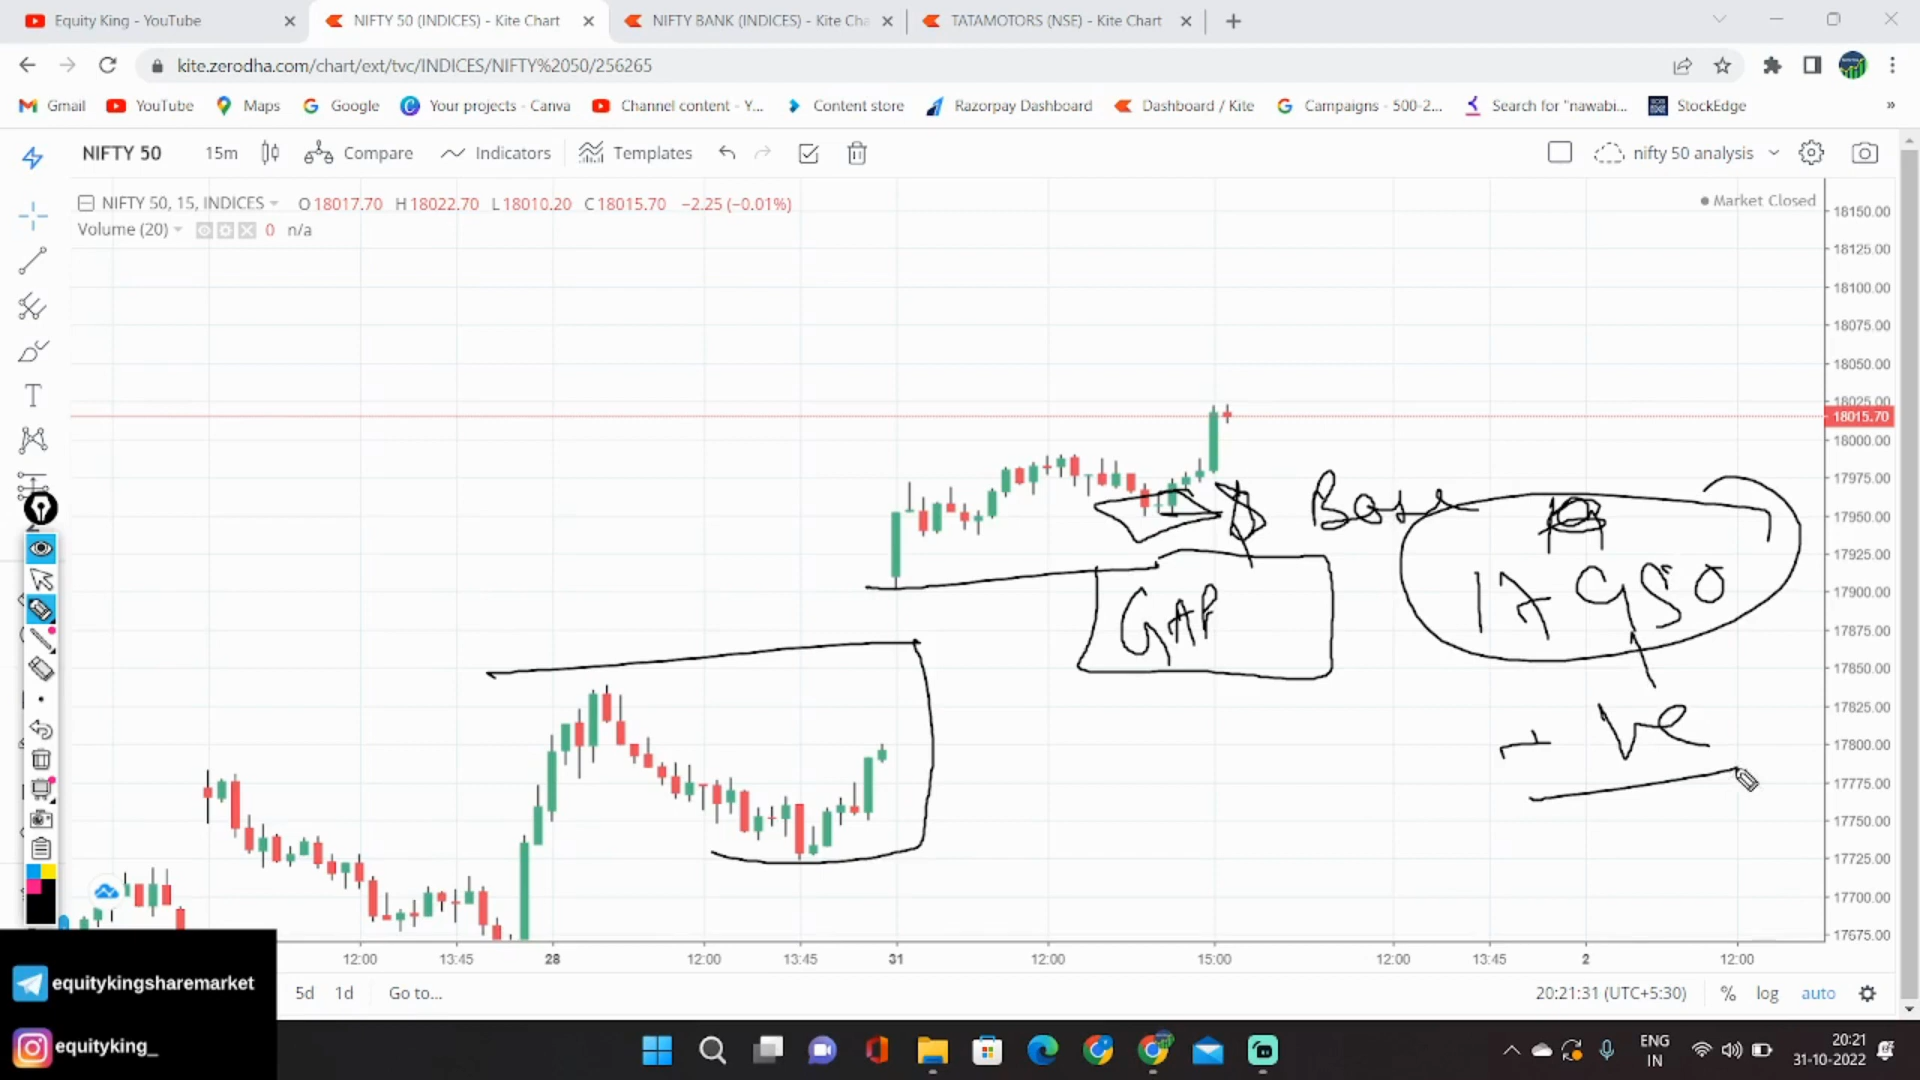 Equity King - YouTube
NIFTY 50 (INDICES) - Kite Chart
NIFTY BANK (INDICES) - Kite Cha
TATAMOTORS (NSE) - Kite Chart
kite.zerodha.com/chart/ext/tvc/INDICES/NIFTY%2050/256265
Gmail
YouTube
Maps
Google
Your projects - Canva
Channel content - Y...
Content store
Razorpay Dashboard
Dashboard / Kite
Campaigns - 500-2...
Search for "nawabi...
StockEdge
»
NIFTY 50
15m
Compare
Indicators
Templates
nifty 50 analysis
NIFTY 50, 15, INDICES
O 18017.70 H 18022.70 L 18010.20 C 18015.70 −2.25 (−0.01%)
Market Closed
Volume (20)
0 n/a
18150.00
18125.00
18100.00
18075.00
18050.00
18025.00
18015.70
18000.00
17975.00
17950.00
17925.00
17900.00
17875.00
17850.00
17825.00
17800.00
17775.00
17750.00
17725.00
17700.00
17675.00
Base
17950
GAP
- ve
12:00 13:45 28 12:00 13:45 31 12:00 15:00 12:00 13:45 2 12:00
5d 1d Go to...
20:21:31 (UTC+5:30)
% log auto
equitykingsharemarket
equityking_
ENG
IN
20:21
31-10-2022